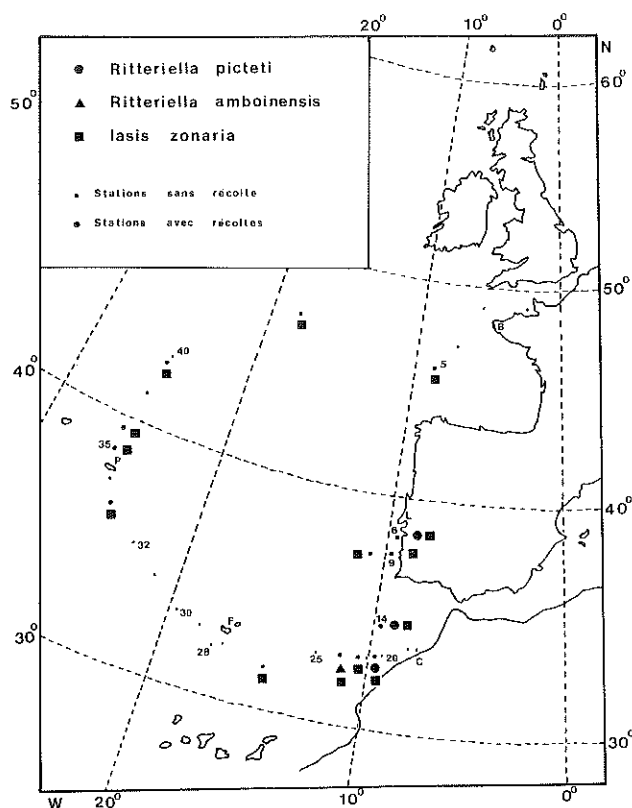 20° 10° 0°
N
Ritteriella picteti
Ritteriella amboinensis
Iasis zonaria
Stations sans récolte
Stations avec récoltes
50°
60°
50°
40
B
5
40°
35
P
40°
6
9
32
14
30
F
28
25
20
C
30°
30°
W 20° 10° 0°